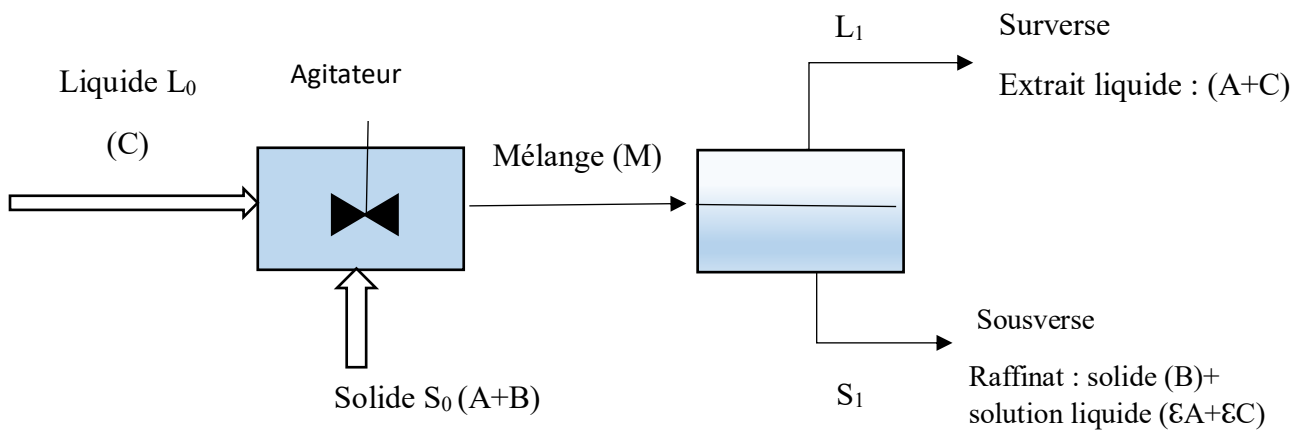 L₁
Surverse
Agitateur
Liquide L₀
Extrait liquide : (A+C)
(C)
Mélange (M)
Sousverse
Solide S₀ (A+B)
S₁
Raffinat : solide (B)+
solution liquide (ƐA+ƐC)